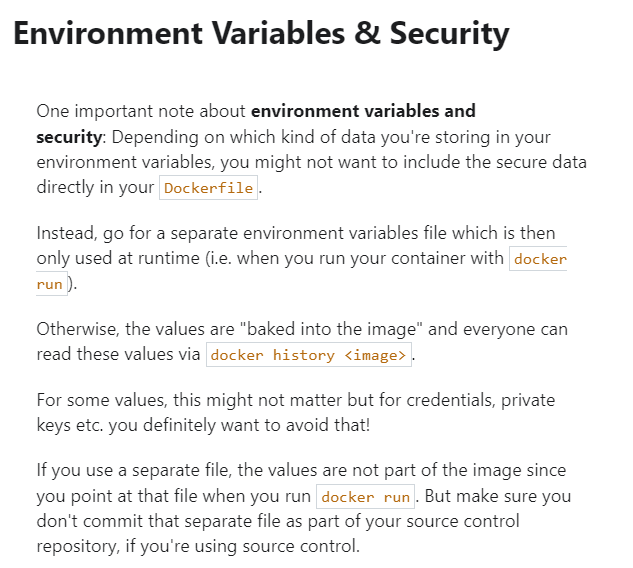 Environment Variables & Security
One important note about environment variables and
security: Depending on which kind of data you're storing in your
environment variables, you might not want to include the secure data
directly in your Dockerfile.
Instead, go for a separate environment variables file which is then
only used at runtime (i.e. when you run your container with docker
run).
Otherwise, the values are "baked into the image" and everyone can
read these values via docker history <image>.
For some values, this might not matter but for credentials, private
keys etc. you definitely want to avoid that!
If you use a separate file, the values are not part of the image since
you point at that file when you run docker run. But make sure you
don't commit that separate file as part of your source control
repository, if you're using source control.